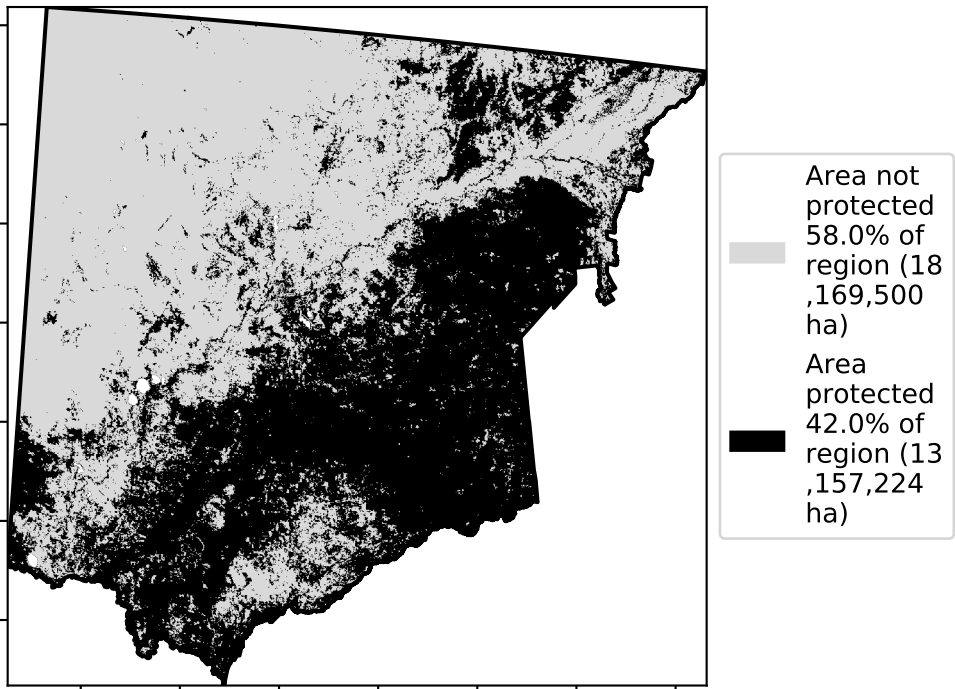 Area not
protected
58.0% of
region (18
,169,500
ha)
Area
protected
42.0% of
region (13
,157,224
ha)